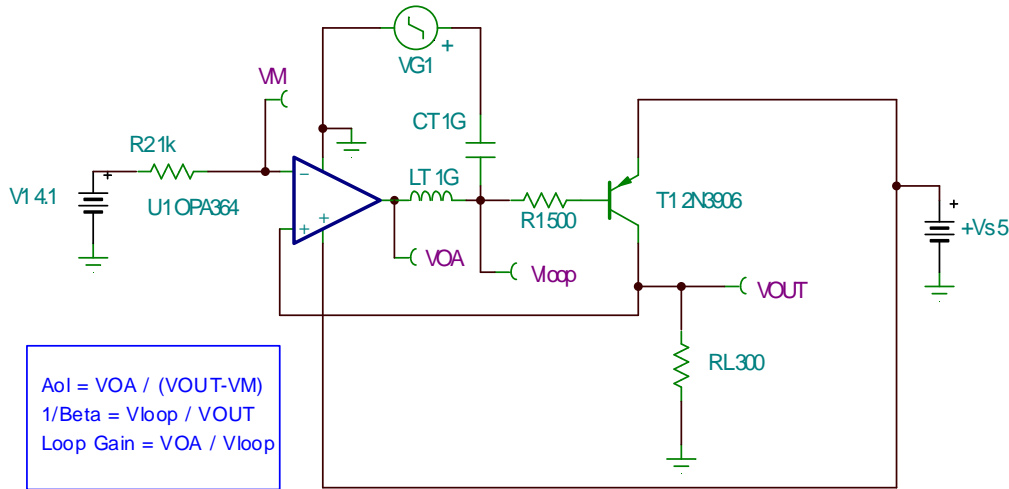 VG1
+
VM
CT 1G
R2 1k
LT 1G
V1 4.1
+
−
+
+
U1 OPA364
R1 500
T1 2N3906
+
+Vs 5
VOA
Vloop
VOUT
RL 300
Aol = VOA / (VOUT-VM)
1/Beta = Vloop / VOUT
Loop Gain = VOA / Vloop